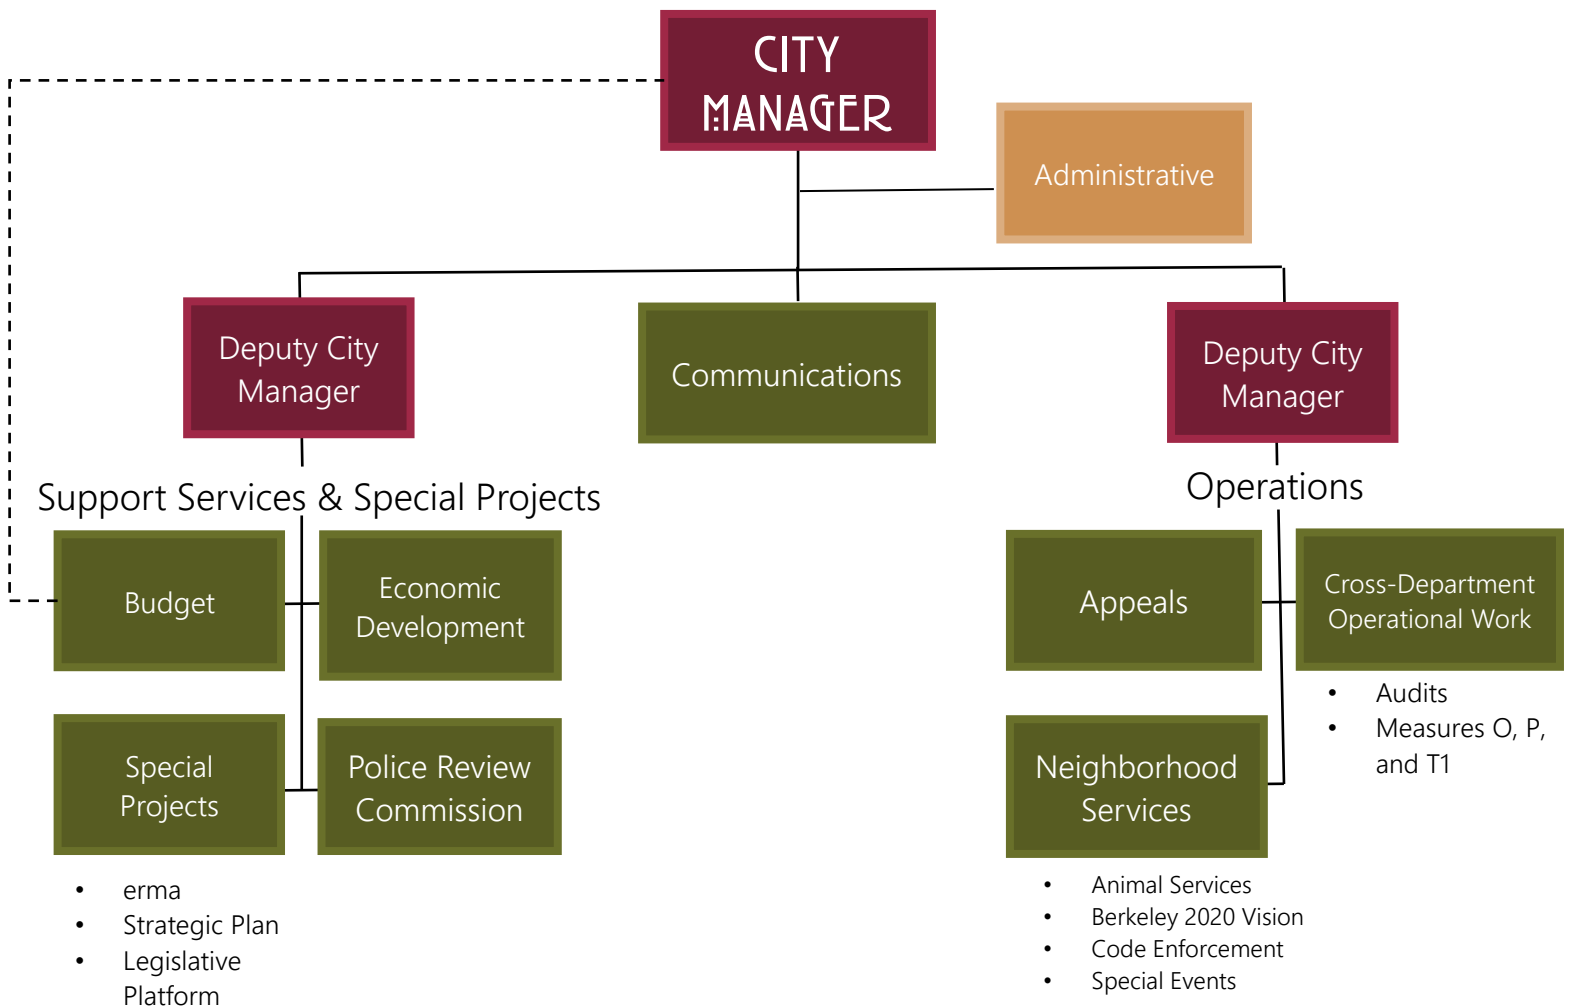 CITY
MANAGER
Administrative
Deputy City
Manager
Communications
Deputy City
Manager
Support Services & Special Projects
Operations
Budget
Economic
Development
Appeals
Cross-Department
Operational Work
• Audits
• Measures O, P,
and T1
Special
Projects
Police Review
Commission
Neighborhood
Services
• erma
• Strategic Plan
• Legislative
Platform
• Animal Services
• Berkeley 2020 Vision
• Code Enforcement
• Special Events